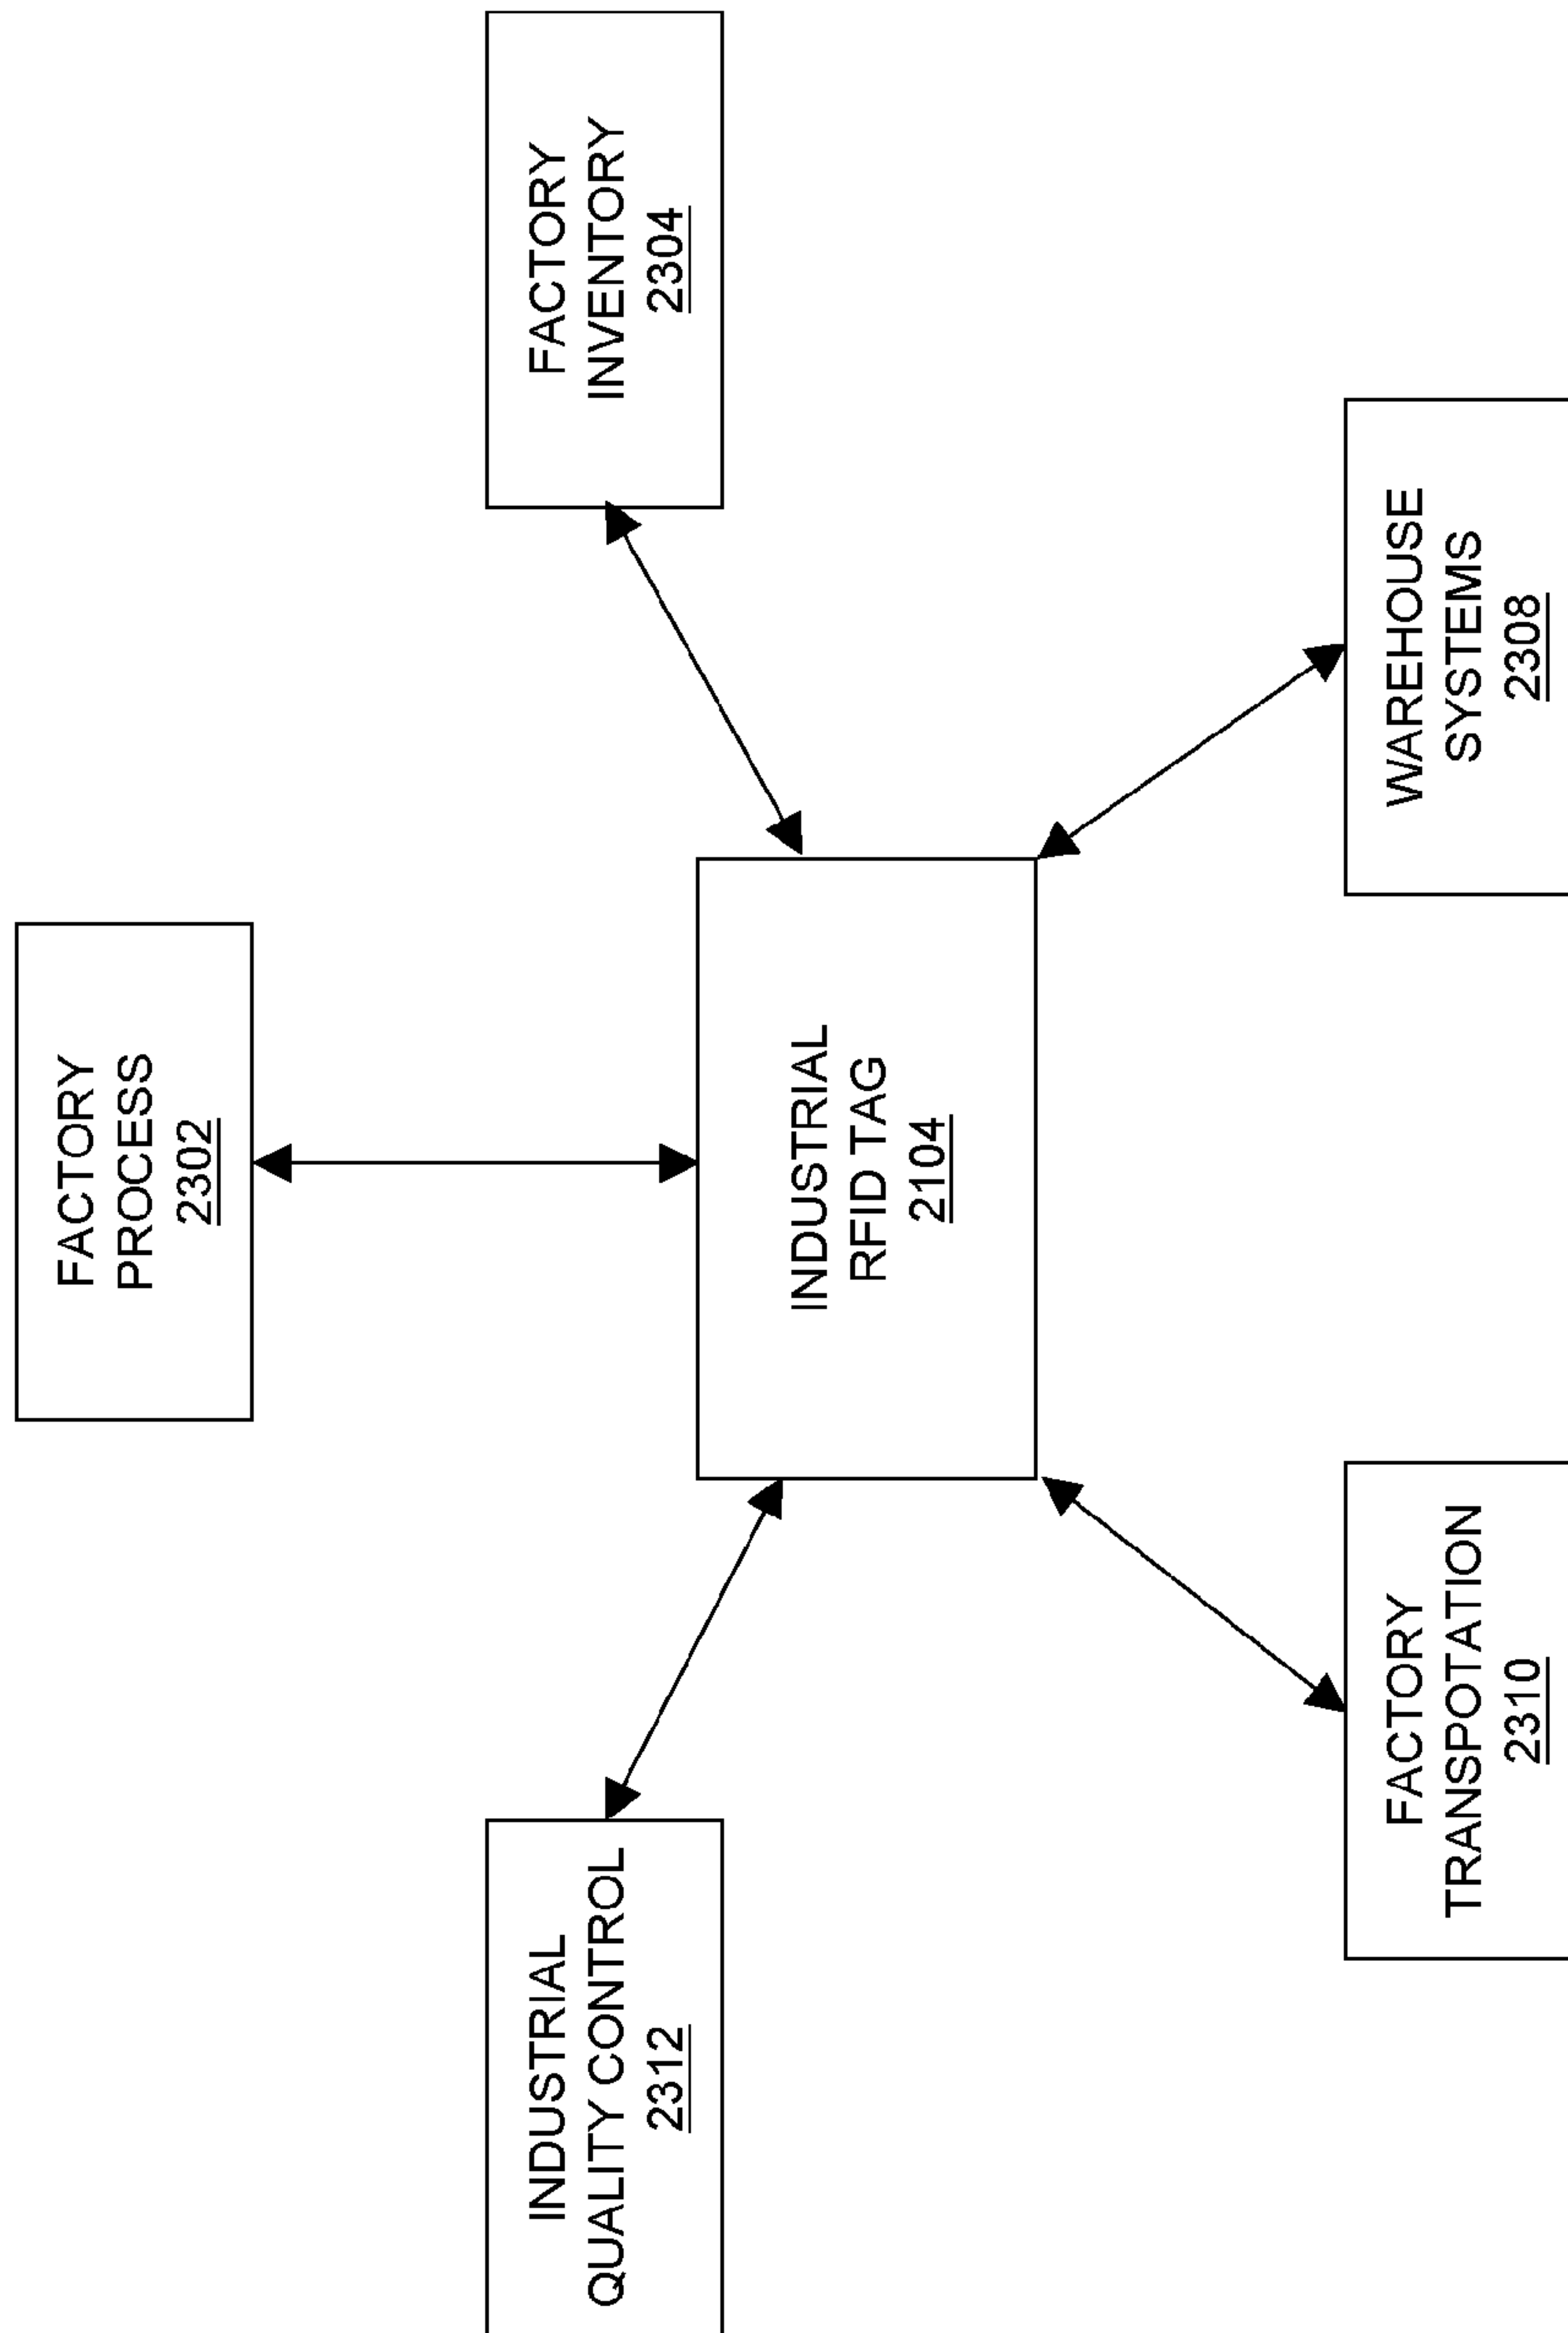 FACTORY
PROCESS
2302
INDUSTRIAL
QUALITY CONTROL
2312
FACTORY
INVENTORY
2304
INDUSTRIAL
RFID TAG
2104
FACTORY
TRANSPOTATION
2310
WAREHOUSE
SYSTEMS
2308